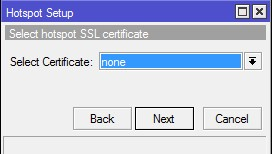 Hotspot Setup
Select hotspot SSL certificate
Select Certificate: none
Back Next Cancel